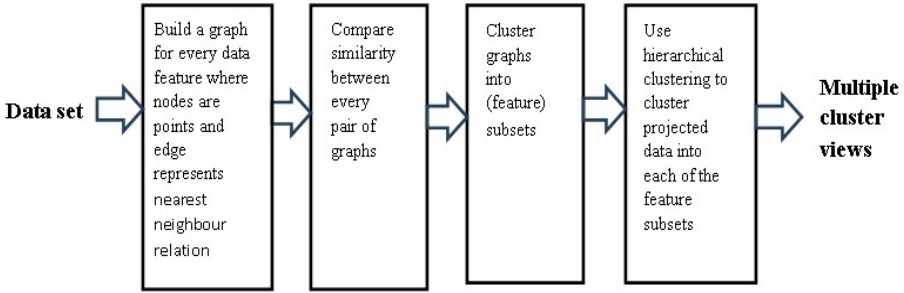 Data set
Build a graph
for every data
feature where
nodes are
points and
edge
represents
nearest
neighbour
relation
Compare
similarity
between
every
pair of
graphs
Cluster
graphs
into
(feature)
subsets
Use
hierarchical
clustering to
cluster
projected
data into
each of the
feature
subsets
Multiple
cluster
views